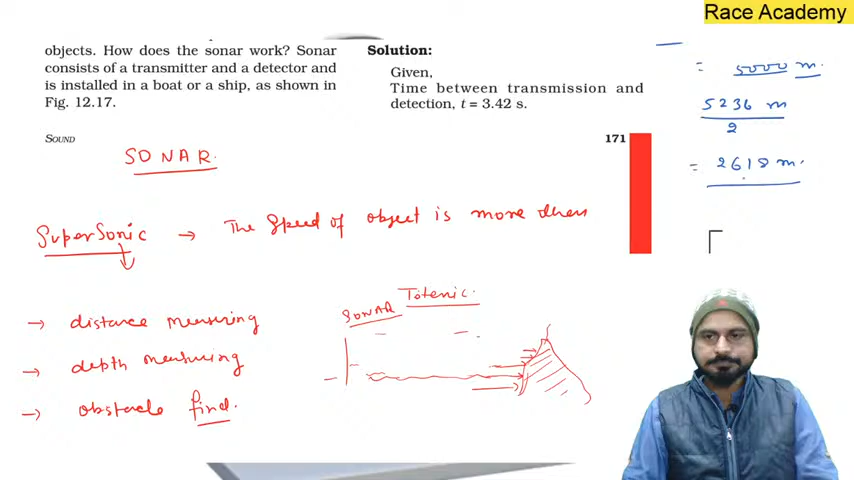 Race Academy
objects. How does the sonar work? Sonar
consists of a transmitter and a detector and
is installed in a boat or a ship, as shown in
Fig. 12.17.
SOUND
Solution:
Given,
Time between transmission and
detection, t = 3.42 s.
171
= 5000 m.
5236 m
2
= 2618 m.
SONAR.
SuperSonic → The Speed of object is more then
→ distance measuring
→ depth measuring
→ obstacle find.
SONAR Totenic.